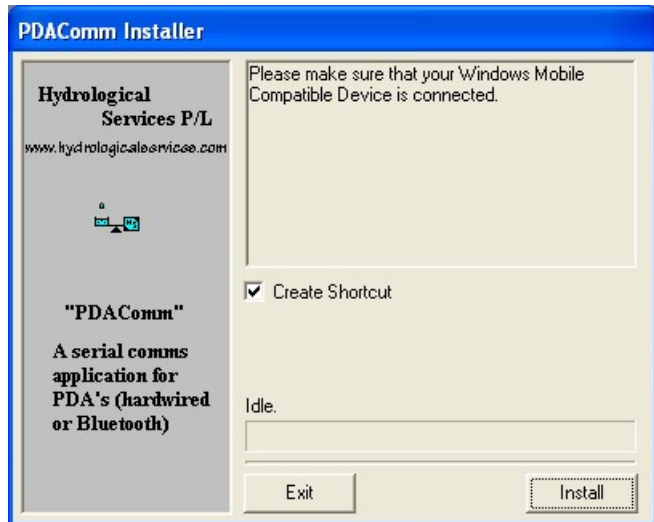 PDAComm Installer
Hydrological
Services P/L
www.hydrologicalservices.com
"PDAComm"
A serial comms
application for
PDA's (hardwired
or Bluetooth)
Please make sure that your Windows Mobile
Compatible Device is connected.
Create Shortcut
Idle.
Exit
Install